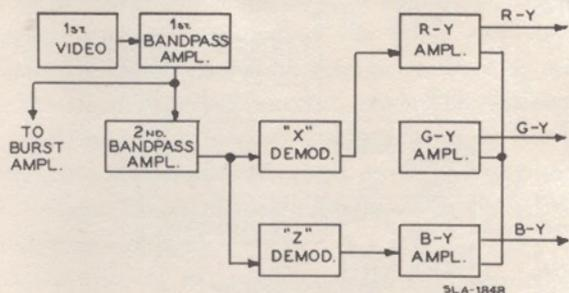 1ST.
VIDEO
1ST.
BANDPASS
AMPL.
R-Y
AMPL.
R-Y
TO
BURST
AMPL.
2ND.
BANDPASS
AMPL.
"X"
DEMOD.
G-Y
AMPL.
G-Y
"Z"
DEMOD.
B-Y
AMPL.
B-Y
SLA-1848